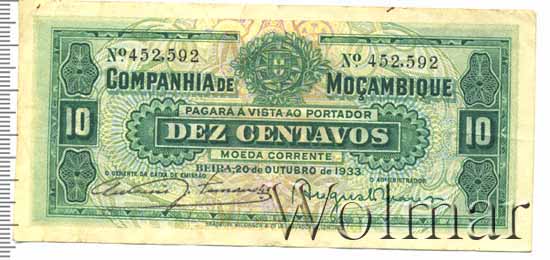 Nº 452,592 Nº 452,592
COMPANHIA DE MOÇAMBIQUE
PAGARÁ À VISTA AO PORTADOR
10 DEZ CENTAVOS 10
MOEDA CORRENTE
BEIRA, 20 DE OUTUBRO DE 1933
O GERENTE DA CAIXA DE EMISSÃO O ADMINISTRADOR
Wolmar